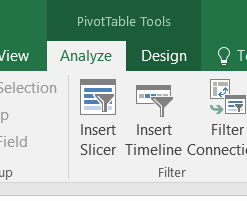 PivotTable Tools
View Analyze Design
Selection
Field
Insert Slicer
Insert Timeline
Filter
Filter